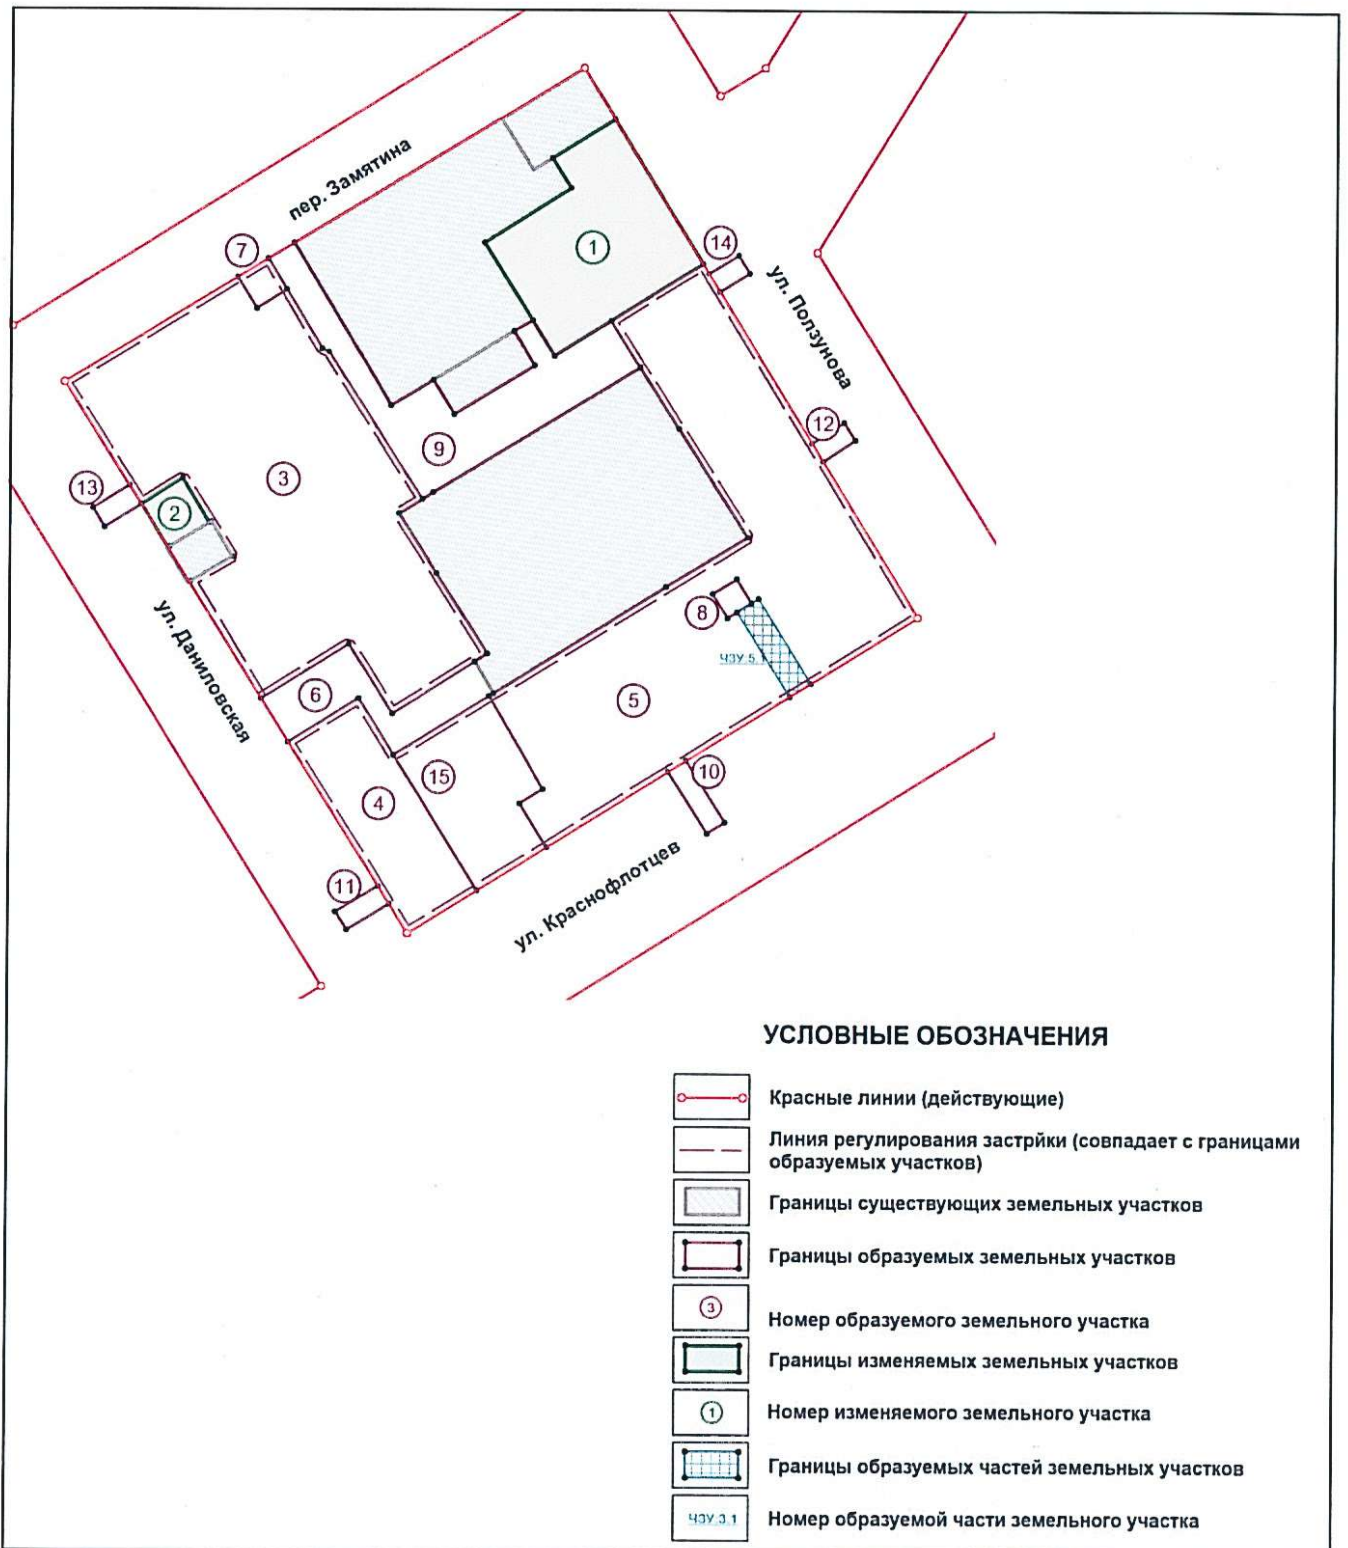 пер. Замятина
7
1
14
ул. Ползунова
12
9
3
13
2
8
ЧЗУ 5.1
ул. Даниловская
6
5
15
10
4
11
ул. Краснофлотцев
УСЛОВНЫЕ ОБОЗНАЧЕНИЯ
Красные линии (действующие)
Линия регулирования застрйки (совпадает с границами
образуемых участков)
Границы существующих земельных участков
Границы образуемых земельных участков
3
Номер образуемого земельного участка
Границы изменяемых земельных участков
1
Номер изменяемого земельного участка
Границы образуемых частей земельных участков
ЧЗУ 3.1
Номер образуемой части земельного участка